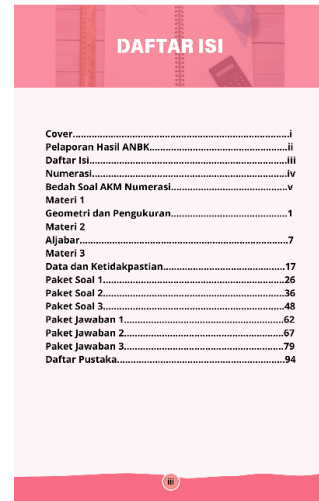 DAFTAR ISI
Cover..........................................................................i
Pelaporan Hasil ANBK...............................................ii
Daftar Isi...................................................................iii
Numerasi..................................................................iv
Bedah Soal AKM Numerasi.......................................v
Materi 1
Geometri dan Pengukuran.......................................1
Materi 2
Aljabar.......................................................................7
Materi 3
Data dan Ketidakpastian.........................................17
Paket Soal 1..............................................................26
Paket Soal 2..............................................................36
Paket Soal 3..............................................................48
Paket Jawaban 1......................................................62
Paket Jawaban 2......................................................67
Paket Jawaban 3......................................................79
Daftar Pustaka.........................................................94
iii